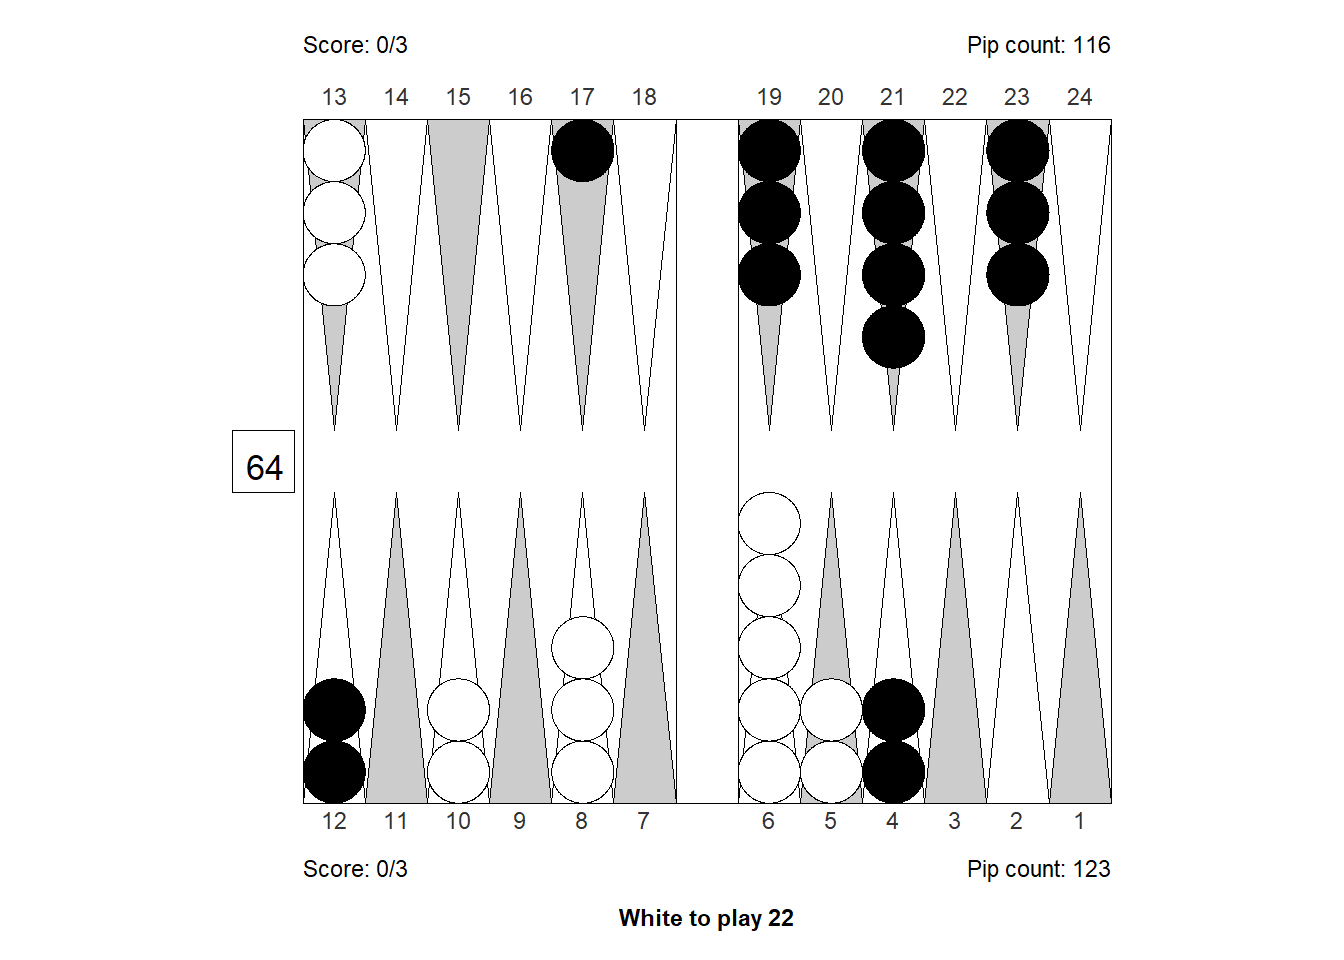 Score: 0/3 Pip count: 116
13 14 15 16 17 18 19 20 21 22 23 24
64
12 11 10 9 8 7 6 5 4 3 2 1
Score: 0/3 Pip count: 123
White to play 22